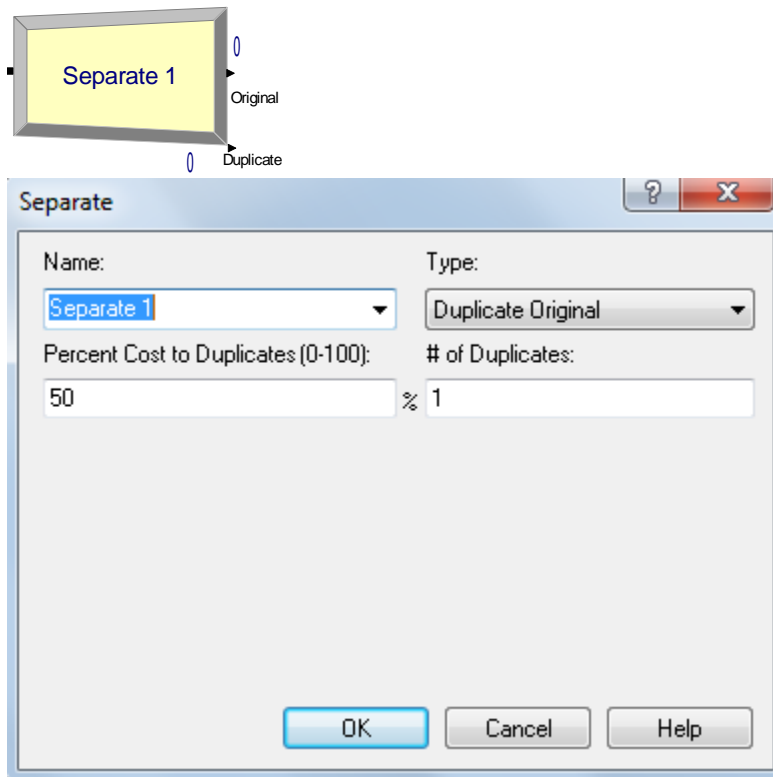 Separate 1
0
Original
0
Duplicate
Separate
?
X
Name:
Type:
Separate 1
Duplicate Original
Percent Cost to Duplicates (0-100):
# of Duplicates:
50
%
1
OK
Cancel
Help